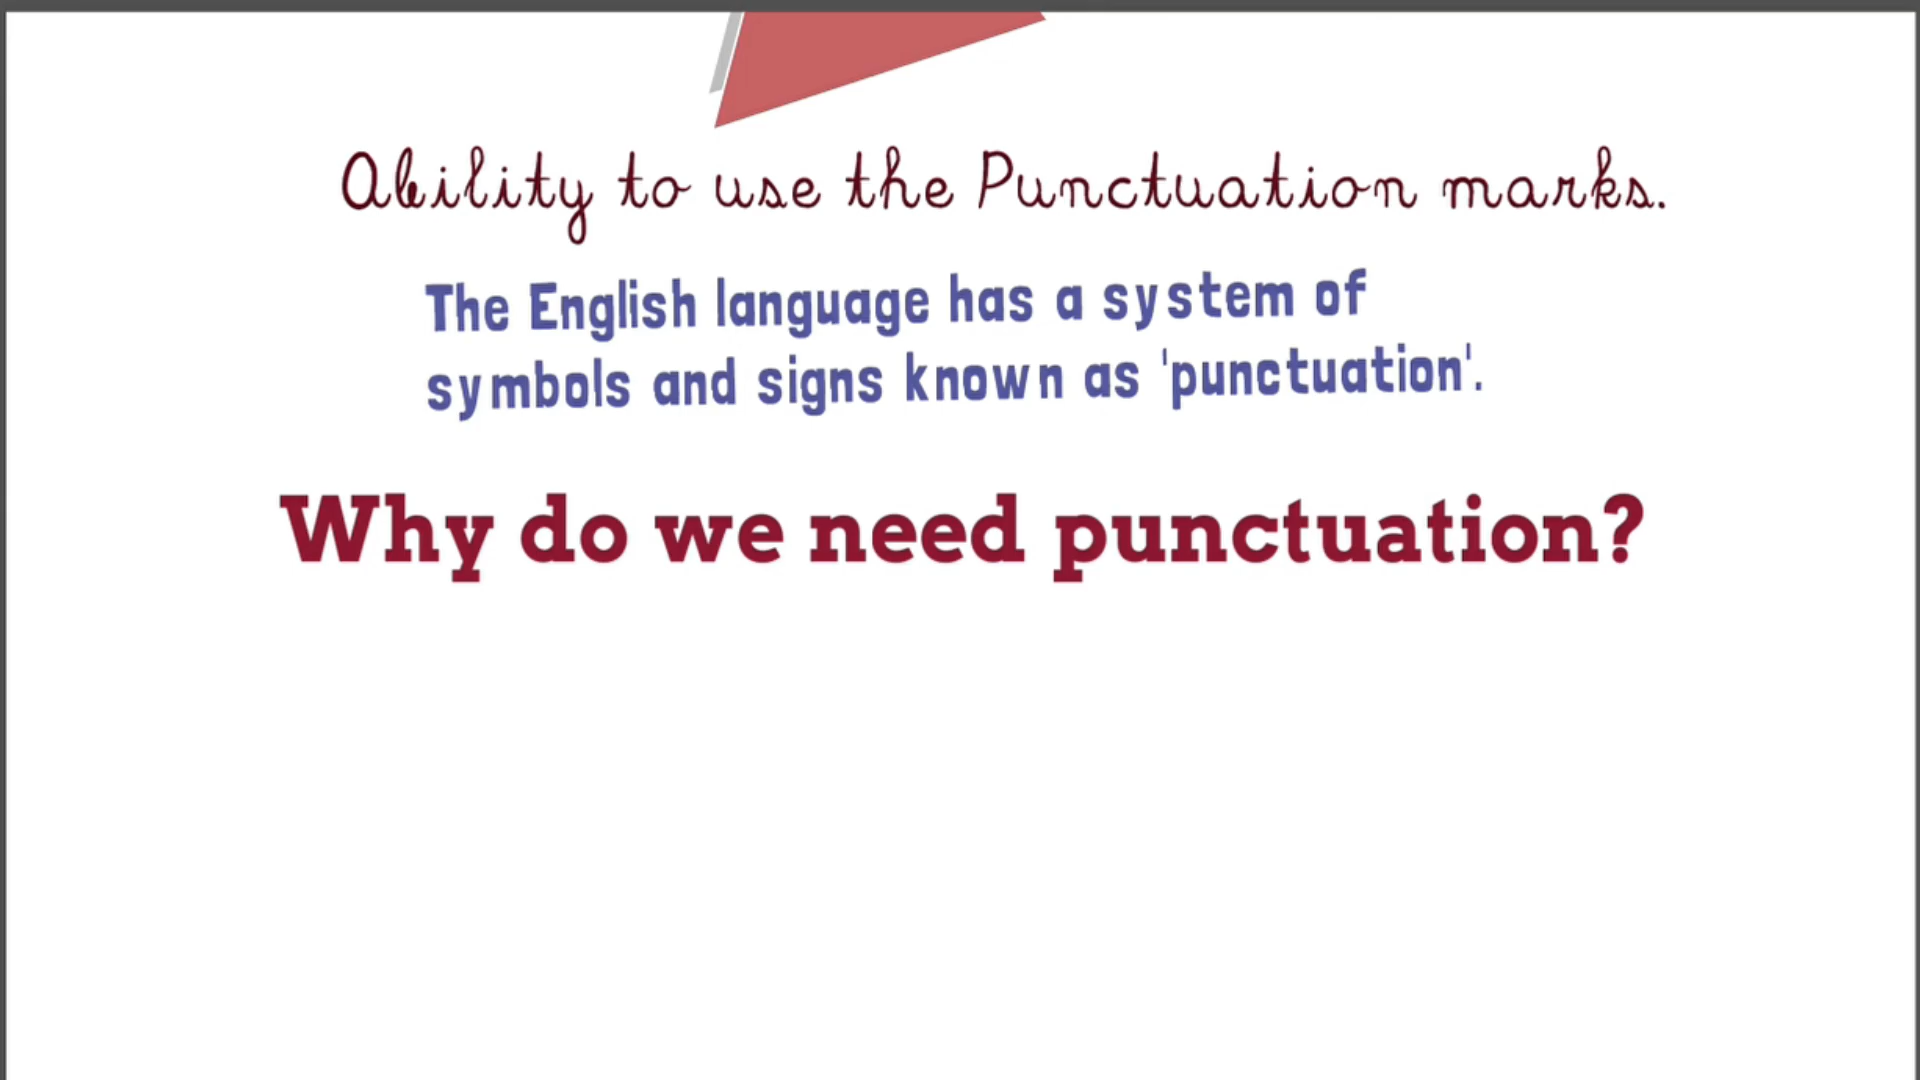 Ability to use the Punctuation marks.
The English language has a system of
symbols and signs known as 'punctuation'.
Why do we need punctuation?